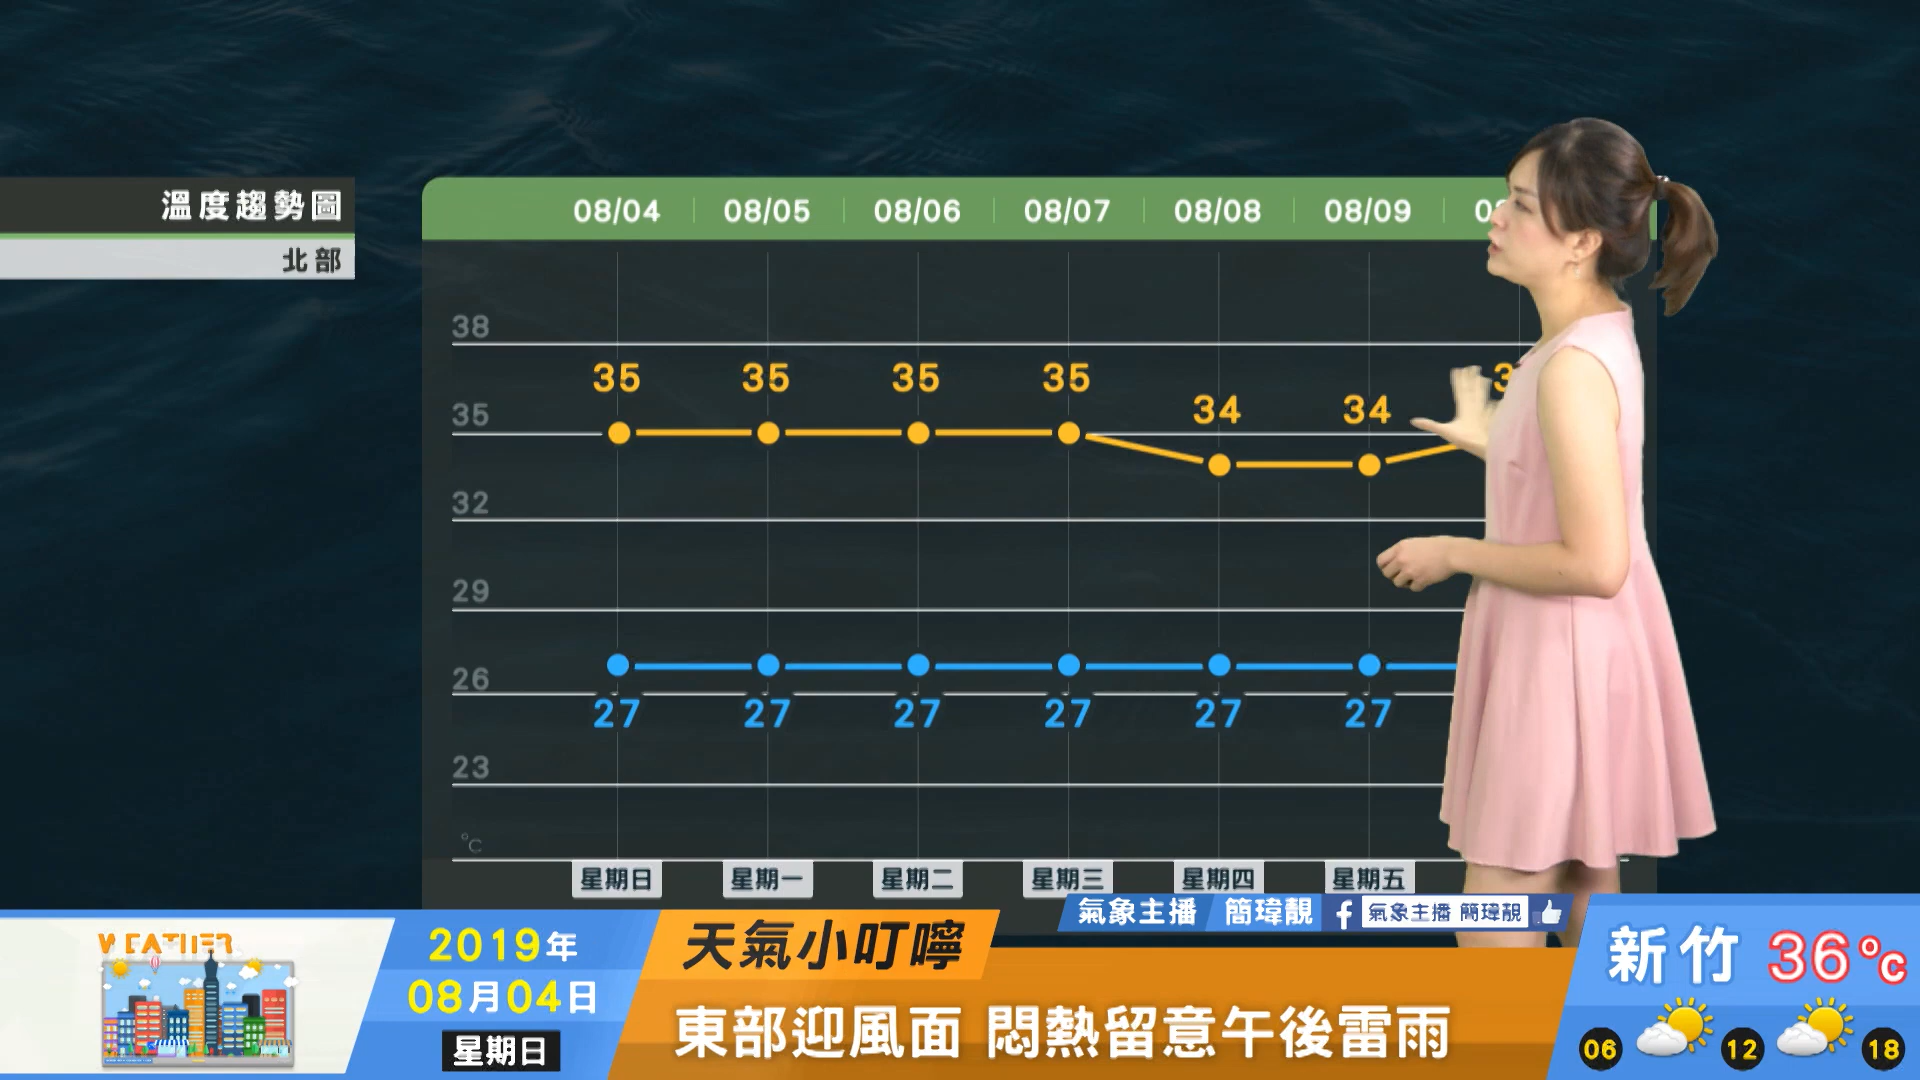 溫度趨勢圖
北部
08/04 08/05 08/06 08/07 08/08 08/09
38
35 35 35 35 34 34
35
32
29
26
27 27 27 27 27 27
23
°C
星期日 星期一 星期二 星期三 星期四 星期五
氣象主播 簡瑋靚 f 氣象主播 簡瑋靚
WEATHER
2019年
08月04日
星期日
天氣小叮嚀
東部迎風面 悶熱留意午後雷雨
新竹 36°C
06 12 18